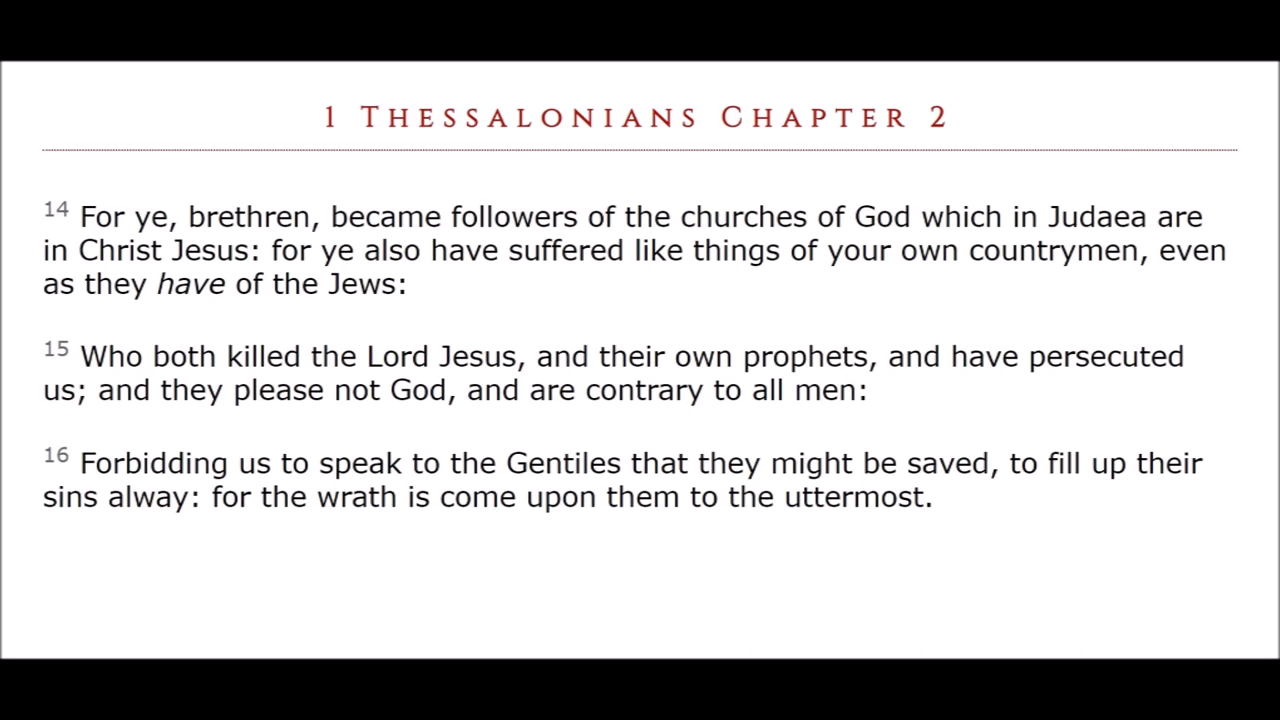 1 Thessalonians Chapter 2
14 For ye, brethren, became followers of the churches of God which in Judaea are
in Christ Jesus: for ye also have suffered like things of your own countrymen, even
as they have of the Jews:
15 Who both killed the Lord Jesus, and their own prophets, and have persecuted
us; and they please not God, and are contrary to all men:
16 Forbidding us to speak to the Gentiles that they might be saved, to fill up their
sins alway: for the wrath is come upon them to the uttermost.